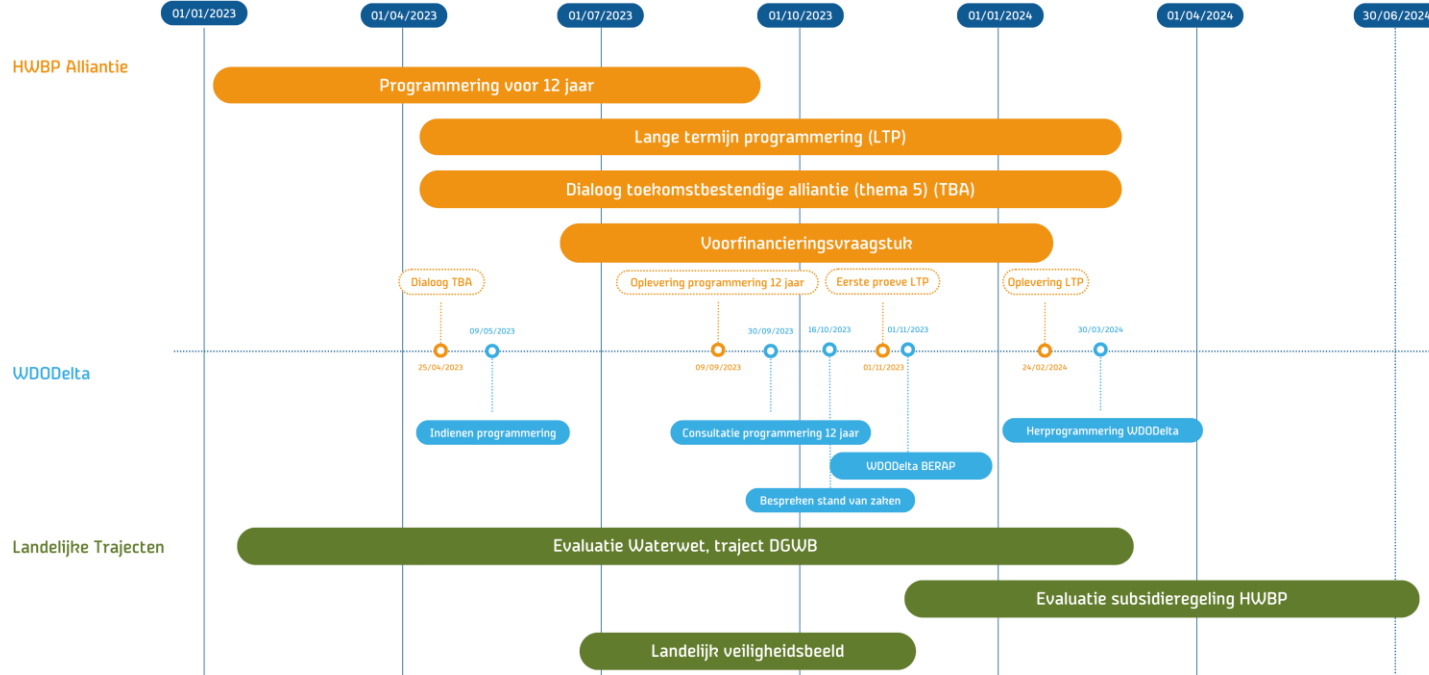 01/01/2023
01/04/2023
01/07/2023
01/10/2023
01/01/2024
01/04/2024
30/06/2024
HWBP Alliantie
Programmering voor 12 jaar
Lange termijn programmering (LTP)
Dialoog toekomstbestendige alliantie (thema 5) (TBA)
Voorfinancieringsvraagstuk
Dialoog TBA
Oplevering programmering 12 jaar
Eerste proeve LTP
Oplevering LTP
09/05/2023
30/09/2023
16/10/2023
01/11/2023
30/03/2024
25/04/2023
09/09/2023
01/11/2023
24/02/2024
WDODelta
Indienen programmering
Consultatie programmering 12 jaar
Herprogrammering WDODelta
WDODelta BERAP
Bespreken stand van zaken
Landelijke Trajecten
Evaluatie Waterwet, traject DGWB
Evaluatie subsidieregeling HWBP
Landelijk veiligheidsbeeld